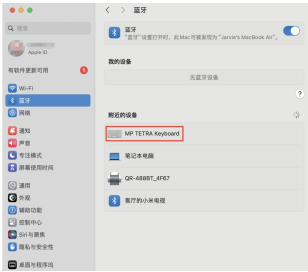 蓝牙
搜索
Apple ID
有软件更新可用
Wi-Fi
蓝牙
网络
通知
声音
专注模式
屏幕使用时间
通用
外观
辅助功能
控制中心
Siri与聚焦
隐私与安全性
桌面与程序坞
蓝牙
“蓝牙”设置打开时，此Mac可被发现为“Jarvie's MacBook Air”。
我的设备
无蓝牙设备
?
附近的设备
MP TETRA Keyboard
笔记本电脑
QR-488BT_4F67
客厅的小米电视